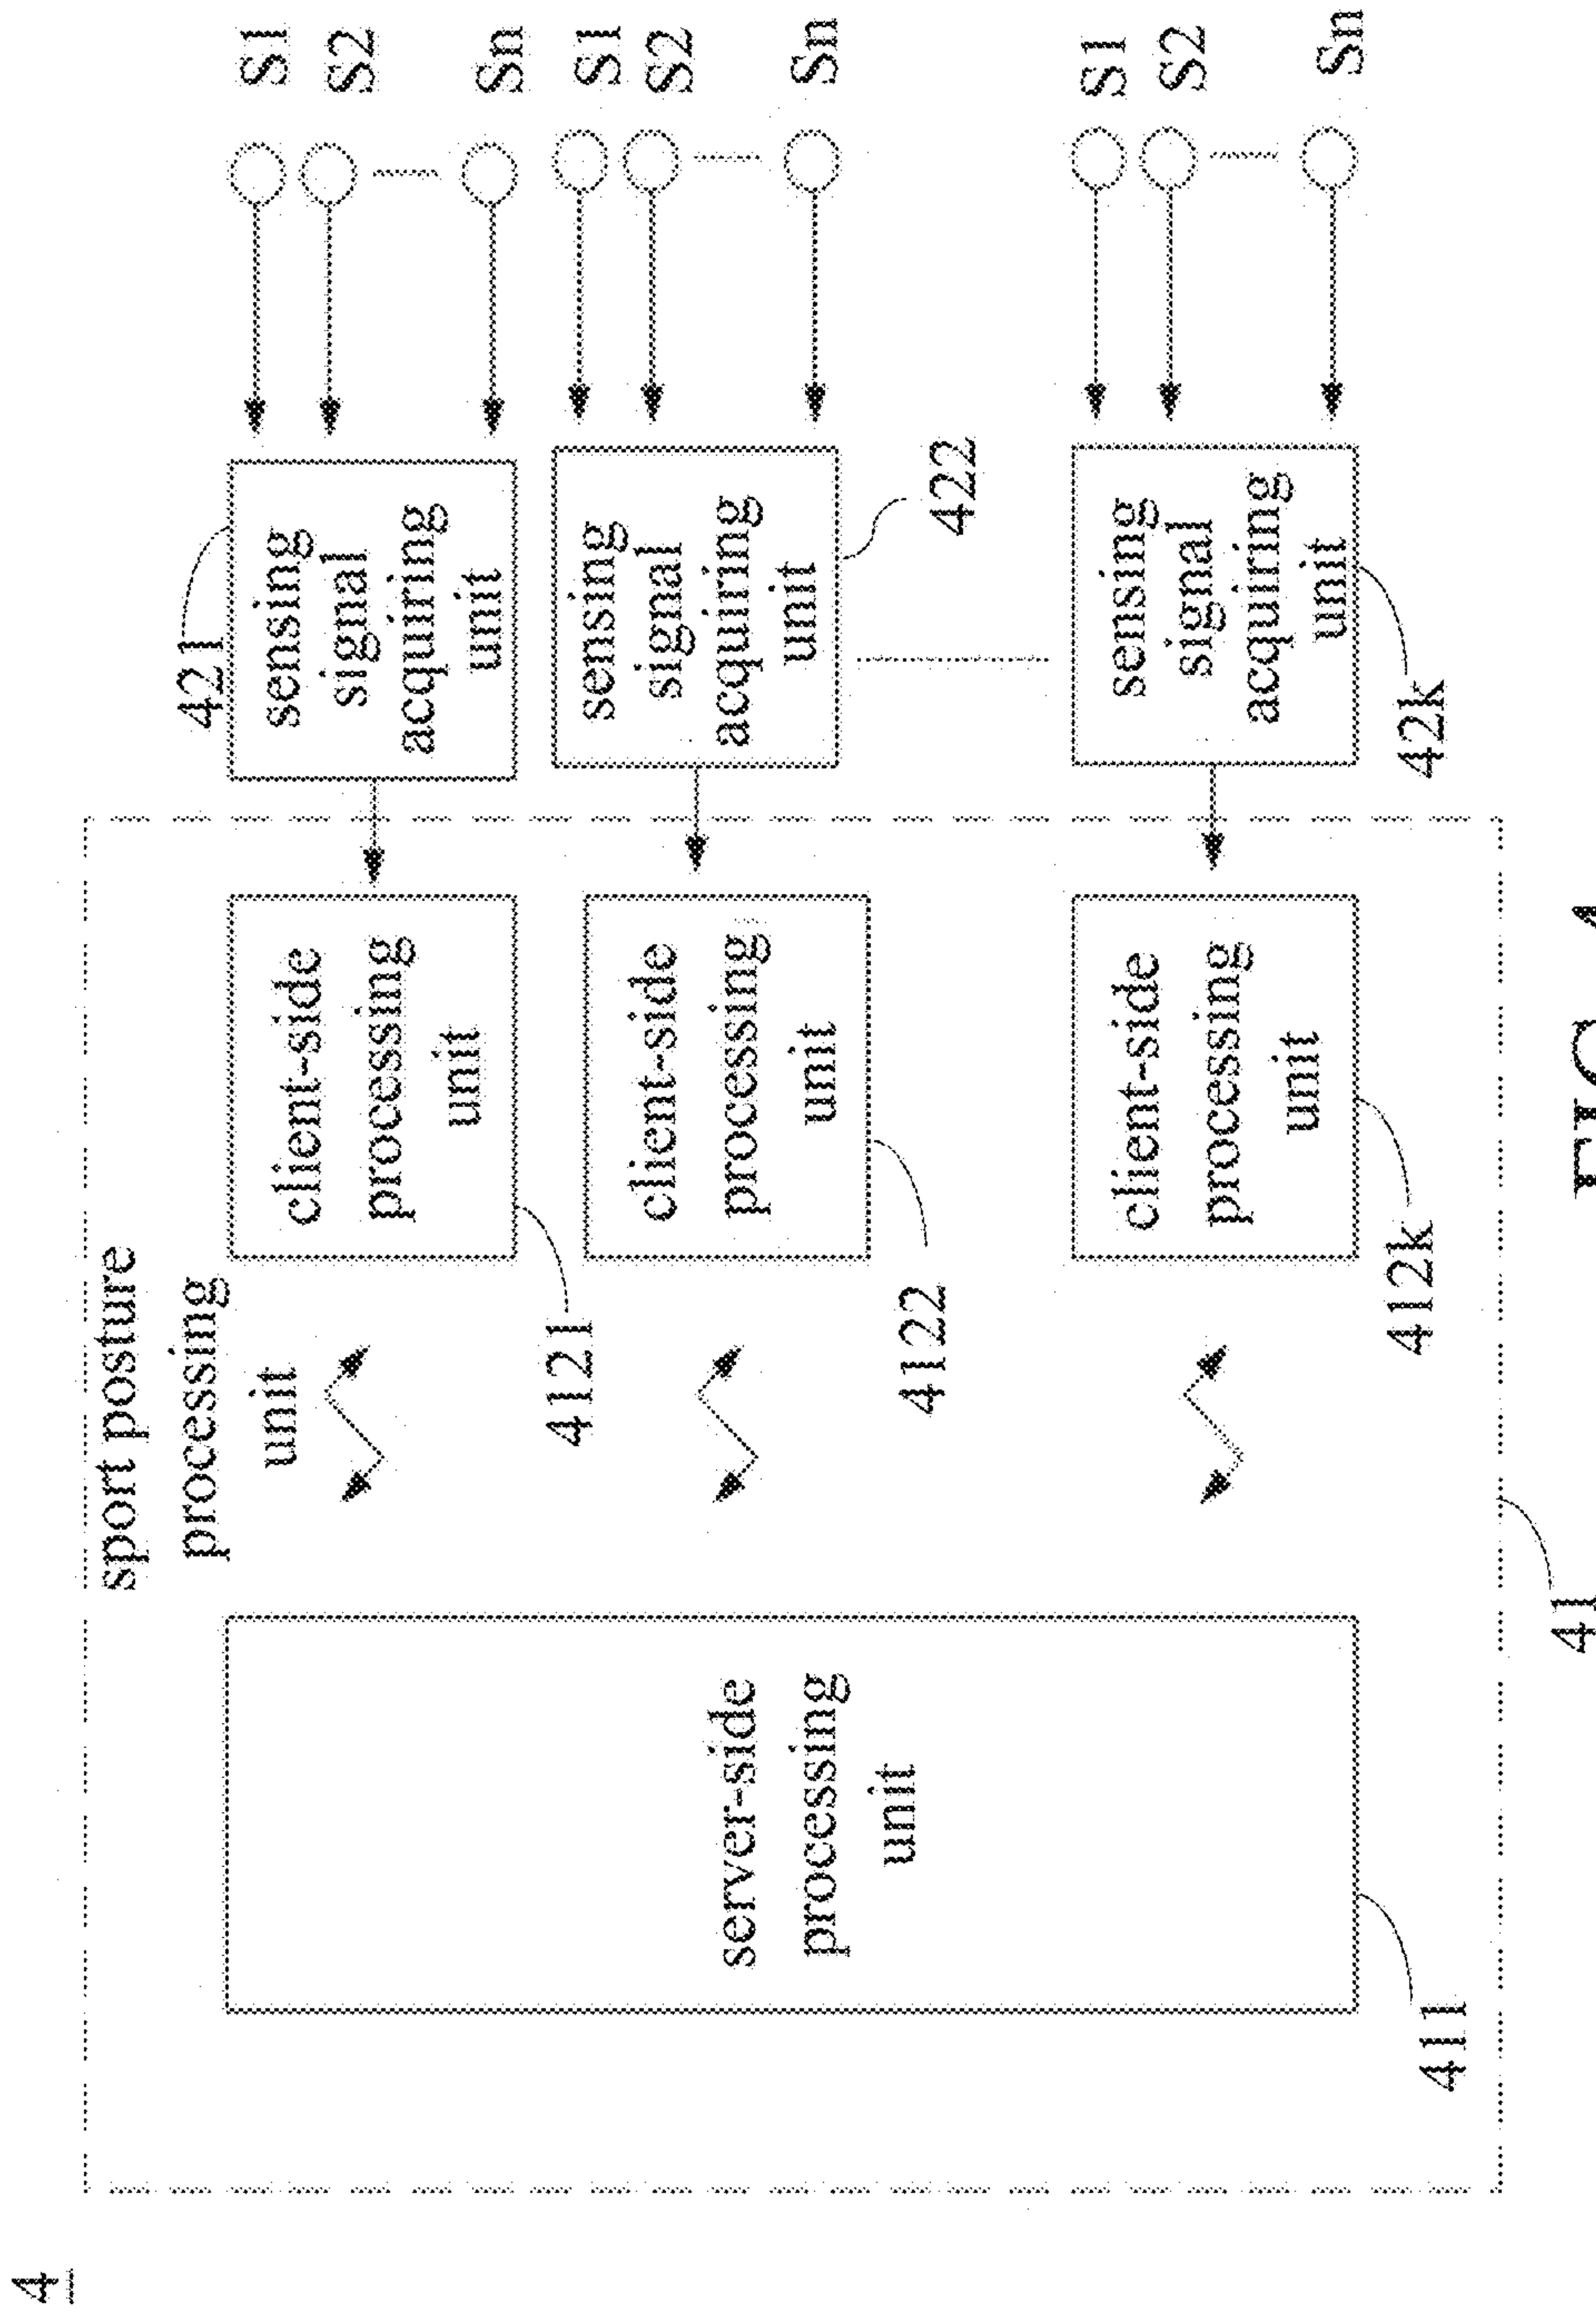 4
sport posture
processing
unit
server-side
processing
unit
411
41
client-side
processing
unit
4121
client-side
processing
unit
4122
client-side
processing
unit
412k
421
sensing
signal
acquiring
unit
sensing
signal
acquiring
unit
422
sensing
signal
acquiring
unit
42k
S1
S2
Sn
S1
S2
Sn
S1
S2
Sn